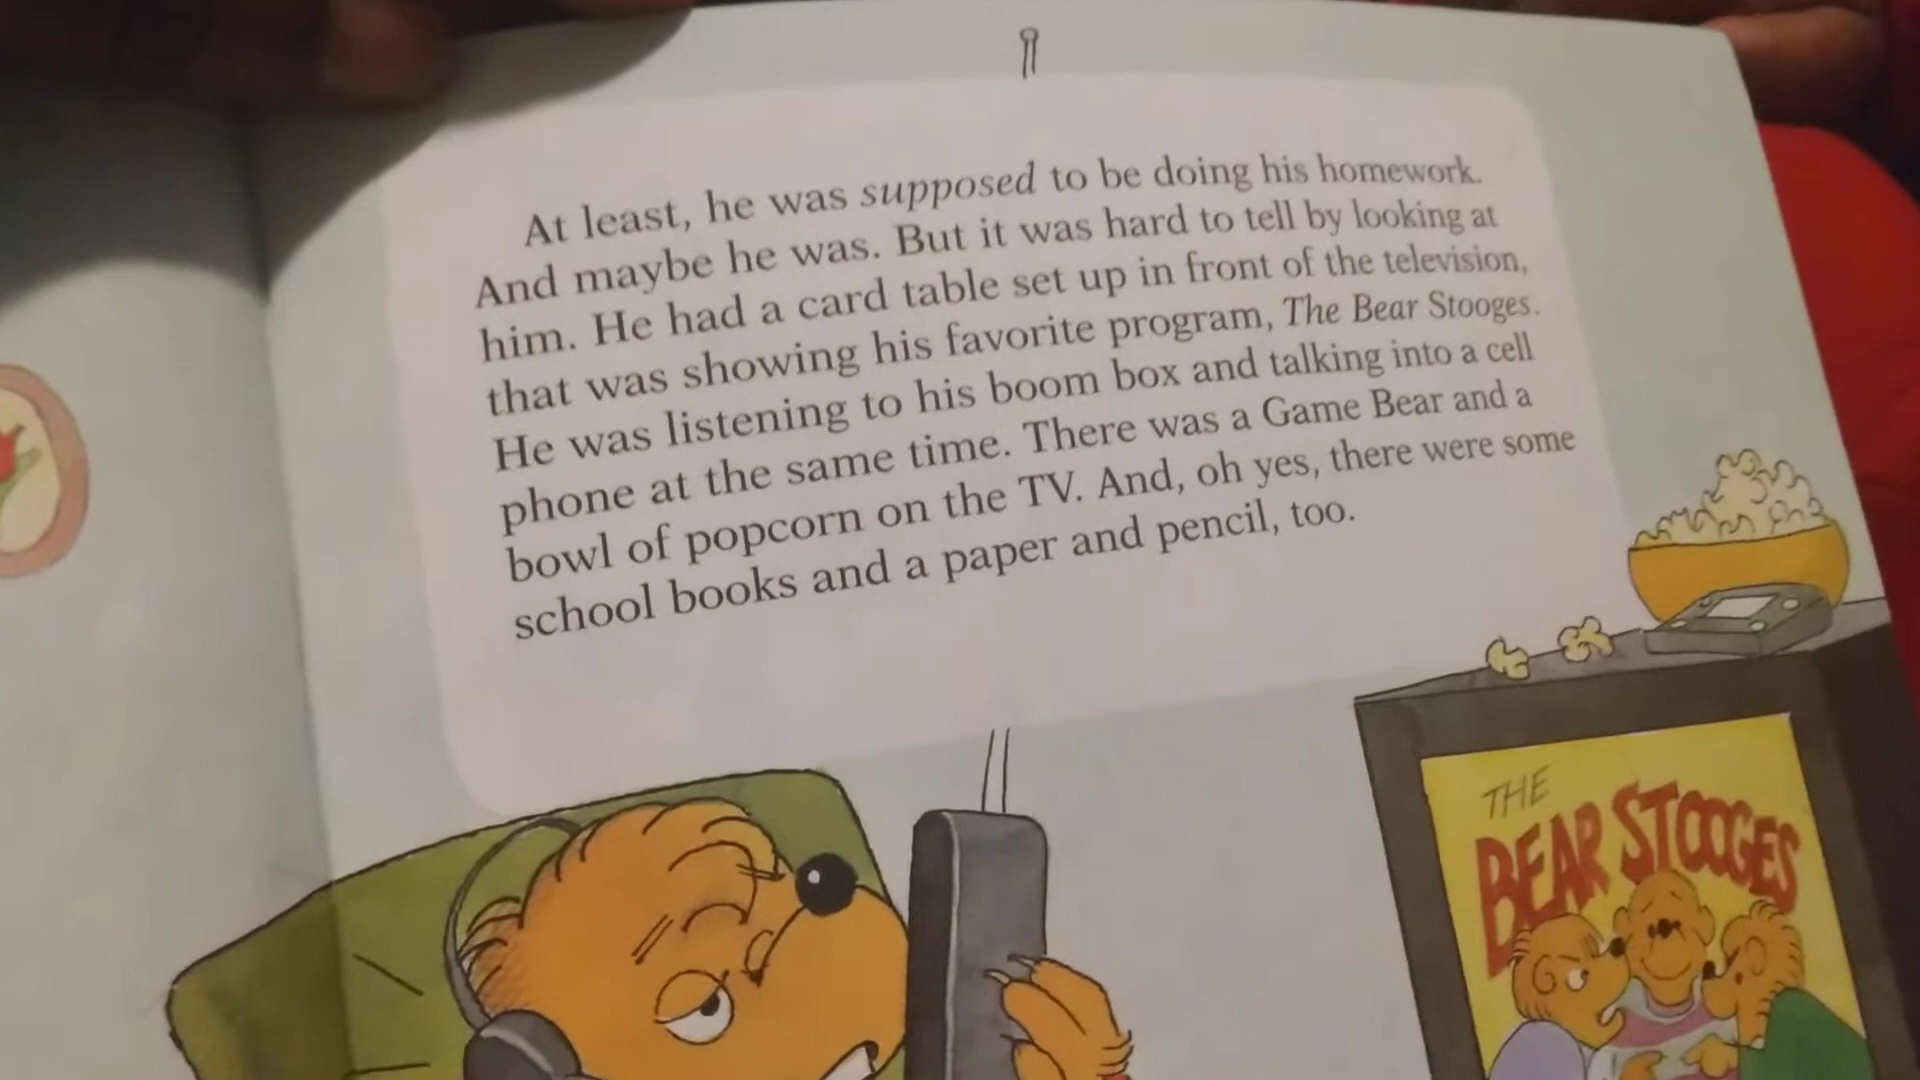 At least, he was supposed to be doing his homework.
And maybe he was. But it was hard to tell by looking at
him. He had a card table set up in front of the television,
that was showing his favorite program, The Bear Stooges.
He was listening to his boom box and talking into a cell
phone at the same time. There was a Game Bear and a
bowl of popcorn on the TV. And, oh yes, there were some
school books and a paper and pencil, too.
THE
BEAR STOOGES